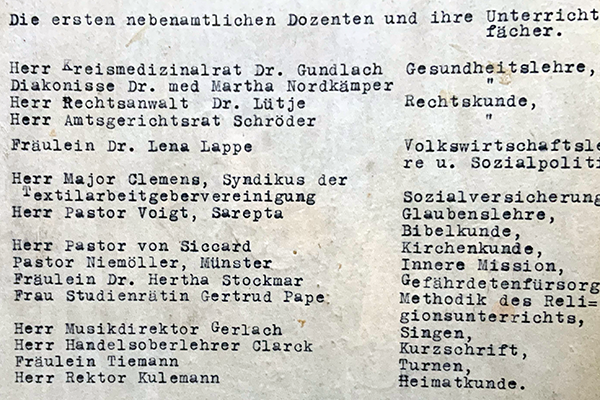 Die ersten nebenamtlichen Dozenten und ihre Unterricht
fächer.
Herr Kreismedizinalrat Dr. Gundlach Gesundheitslehre,
Diakonisse Dr. med Martha Nordkämper "
Herr Rechtsanwalt Dr. Lütje Rechtskunde,
Herr Amtsgerichtsrat Schröder "
Fräulein Dr. Lena Lappe Volkswirtschaftsle
re u. Sozialpoliti
Herr Major Clemens, Syndikus der
Textilarbeitgebervereinigung Sozialversicherung
Herr Pastor Voigt, Sarepta Glaubenslehre,
Bibelkunde,
Herr Pastor von Siccard Kirchenkunde,
Pastor Niemöller, Münster Innere Mission,
Fräulein Dr. Hertha Stockmar Gefährdetenfürsorg
Frau Studienrätin Gertrud Pape Methodik des Reli=
gionsunterrichts,
Herr Musikdirektor Gerlach Singen,
Herr Handelsoberlehrer Clarck Kurzschrift,
Fräulein Tiemann Turnen,
Herr Rektor Kulemann Heimatkunde.